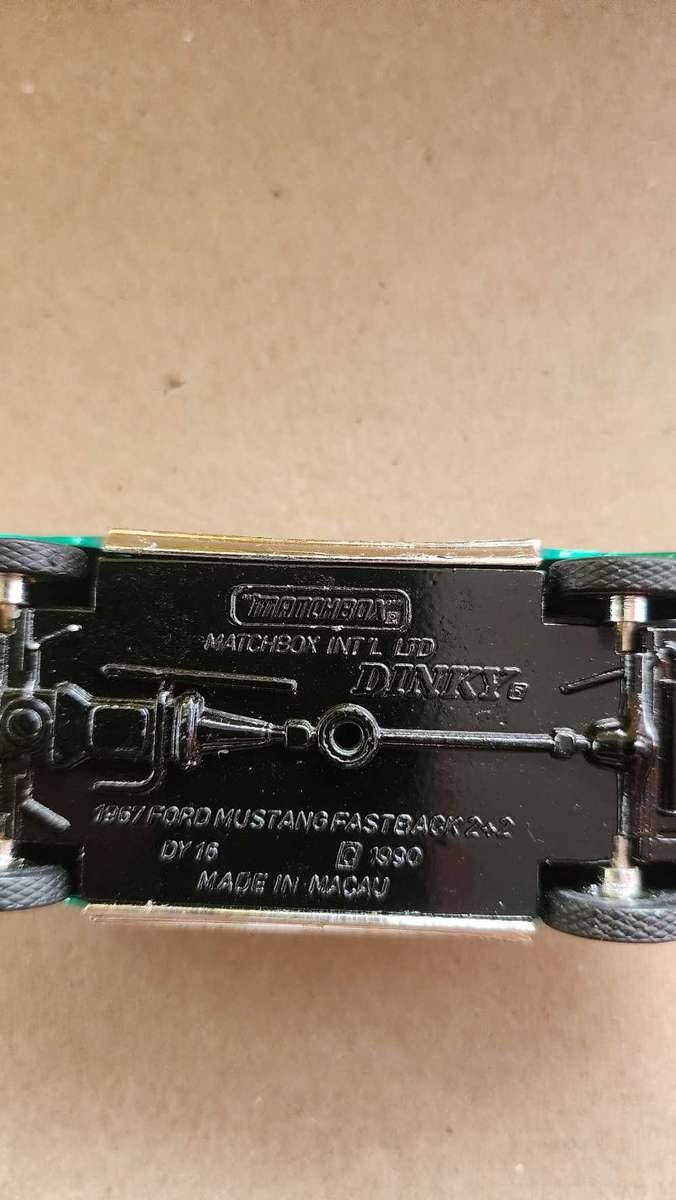 "MATCHBOX"®
MATCHBOX INT'L LTD
DINKY®
1967 FORD MUSTANG FASTBACK 2+2
DY 16 © 1990
MADE IN MACAU